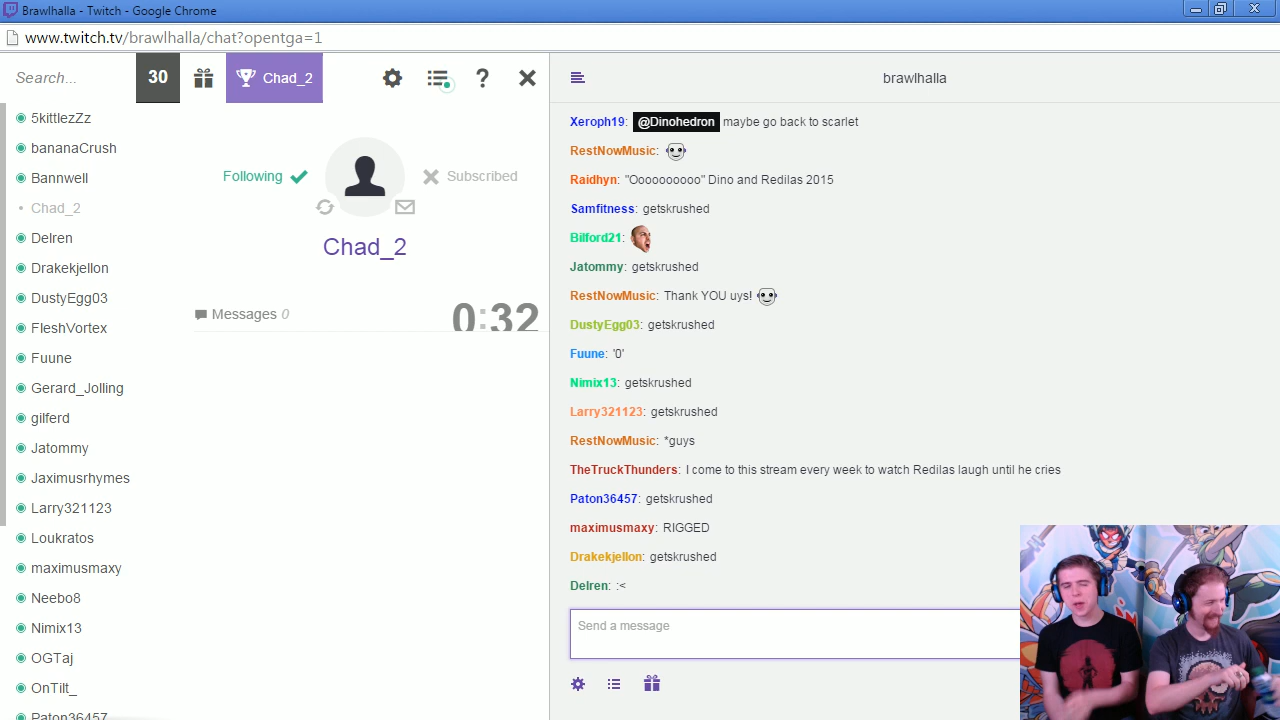 Brawlhalla - Twitch - Google Chrome
www.twitch.tv/brawlhalla/chat?opentga=1
Search...
30
Chad_2
?
5kittlezZz
bananaCrush
Bannwell
Chad_2
Delren
Drakekjellon
DustyEgg03
FleshVortex
Fuune
Gerard_Jolling
gilferd
Jatommy
Jaximusrhymes
Larry321123
Loukratos
maximusmaxy
Neebo8
Nimix13
OGTaj
OnTilt_
Paton36457
Following
Subscribed
Chad_2
Messages 0
0:32
brawlhalla
Xeroph19: @Dinohedron maybe go back to scarlet
RestNowMusic:
Raidhyn: "Ooooooooo" Dino and Redilas 2015
Samfitness: getskrushed
Bilford21:
Jatommy: getskrushed
RestNowMusic: Thank YOU uys!
DustyEgg03: getskrushed
Fuune: '0'
Nimix13: getskrushed
Larry321123: getskrushed
RestNowMusic: *guys
TheTruckThunders: I come to this stream every week to watch Redilas laugh until he cries
Paton36457: getskrushed
maximusmaxy: RIGGED
Drakekjellon: getskrushed
Delren: :<
Send a message